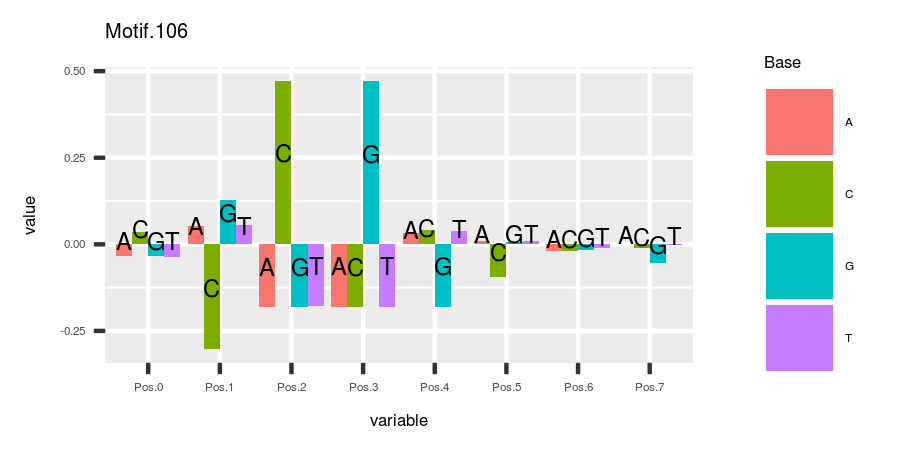 Motif.106
Base
0.50
A
C
0.25
C
G
G
value
A
C
G
T
A
G
T
A
C
T
A
G
T
A
C
G
T
A
C
G
T
0.00
T
C
A
G
T
A
C
T
G
C
-0.25
Pos.0 Pos.1 Pos.2 Pos.3 Pos.4 Pos.5 Pos.6 Pos.7
variable